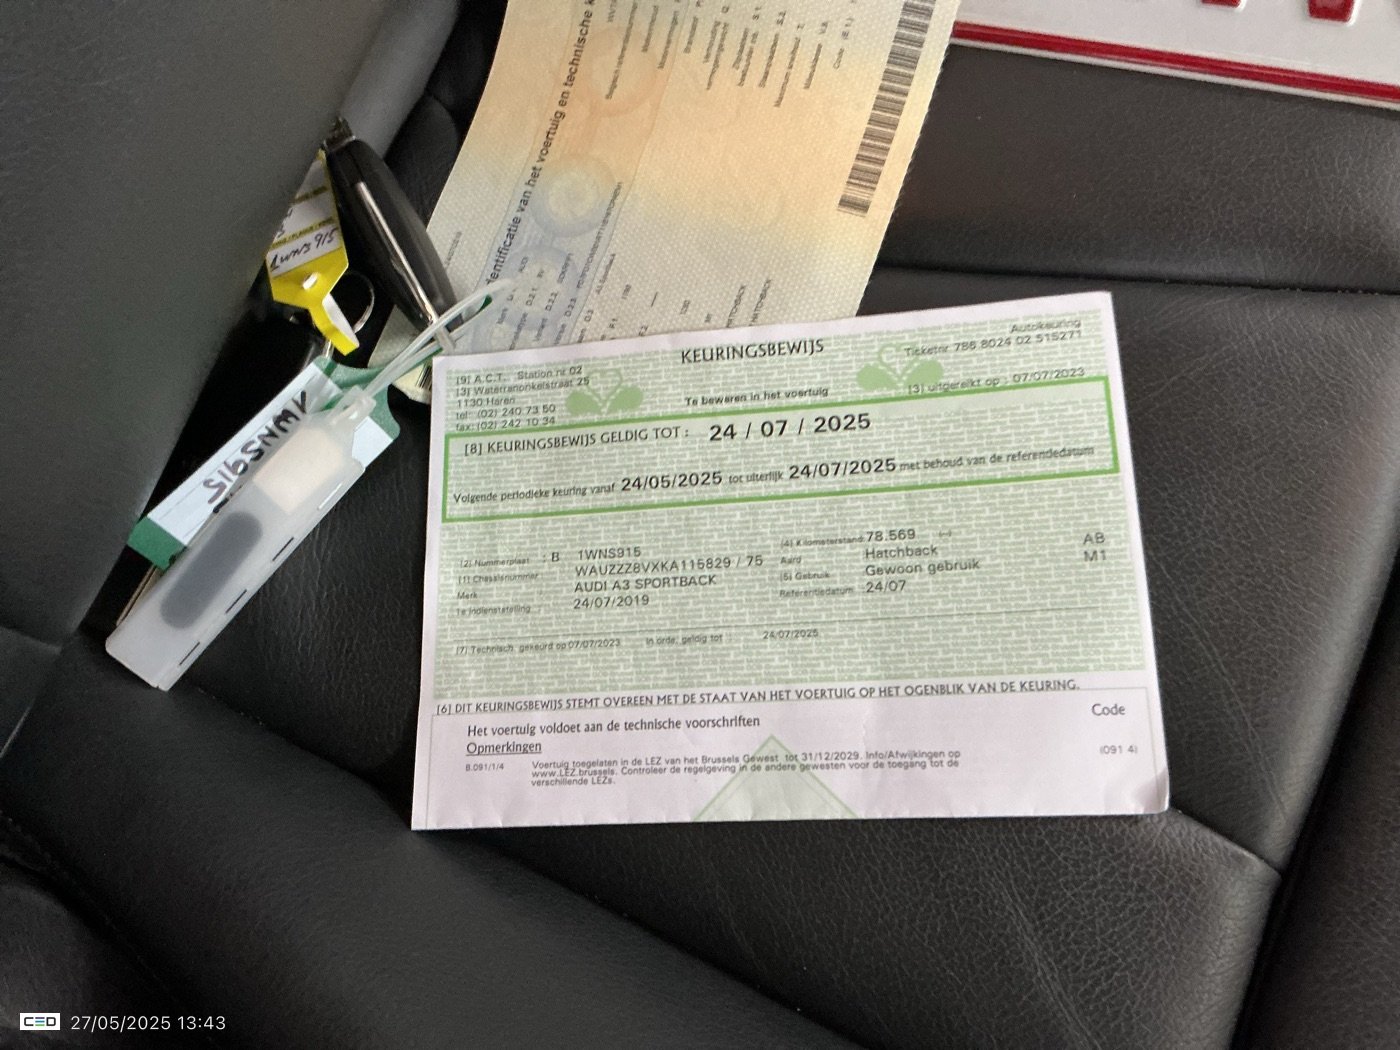 identificatie van het voertuig en technische k
1WNS915
1WNS915
KEURINGSBEWIJS
Autokeuring
Ticketnr 786 8024 02 515271
[9] A.C.T. Station nr 02
[3] Waterranonkelstraat 25
1130 Haren
tel: (02) 240 73 50
fax: (02) 242 10 34
Te bewaren in het voertuig
[3] uitgereikt op : 07/07/2023
[8] KEURINGSBEWIJS GELDIG TOT : 24 / 07 / 2025
Volgende periodieke keuring vanaf 24/05/2025 tot uiterlijk 24/07/2025 met behoud van de referendedatum
[2] Nummerplaat : B 1WNS915
[1] Chassisnummer WAUZZZ8VXKA115829 / 75
Merk : AUDI A3 SPORTBACK
1e Indienststelling : 24/07/2019
[4] Kilometerstand 78.569 (--)
Aard Hatchback AB
[5] Gebruik Gewoon gebruik M1
Referentiedatum 24/07
[7] Technisch gekeurd op 07/07/2023 In orde, geldig tot : 24/07/2025
[6] DIT KEURINGSBEWIJS STEMT OVEREEN MET DE STAAT VAN HET VOERTUIG OP HET OGENBLIK VAN DE KEURING.
Het voertuig voldoet aan de technische voorschriften
Code
Opmerkingen
B.091/1/4 Voertuig toegelaten in de LEZ van het Brussels Gewest tot 31/12/2029. Info/Afwijkingen op (091 4)
www.LEZ.brussels. Controleer de regelgeving in de andere gewesten voor de toegang tot de
verschillende LEZs.
CED 27/05/2025 13:43